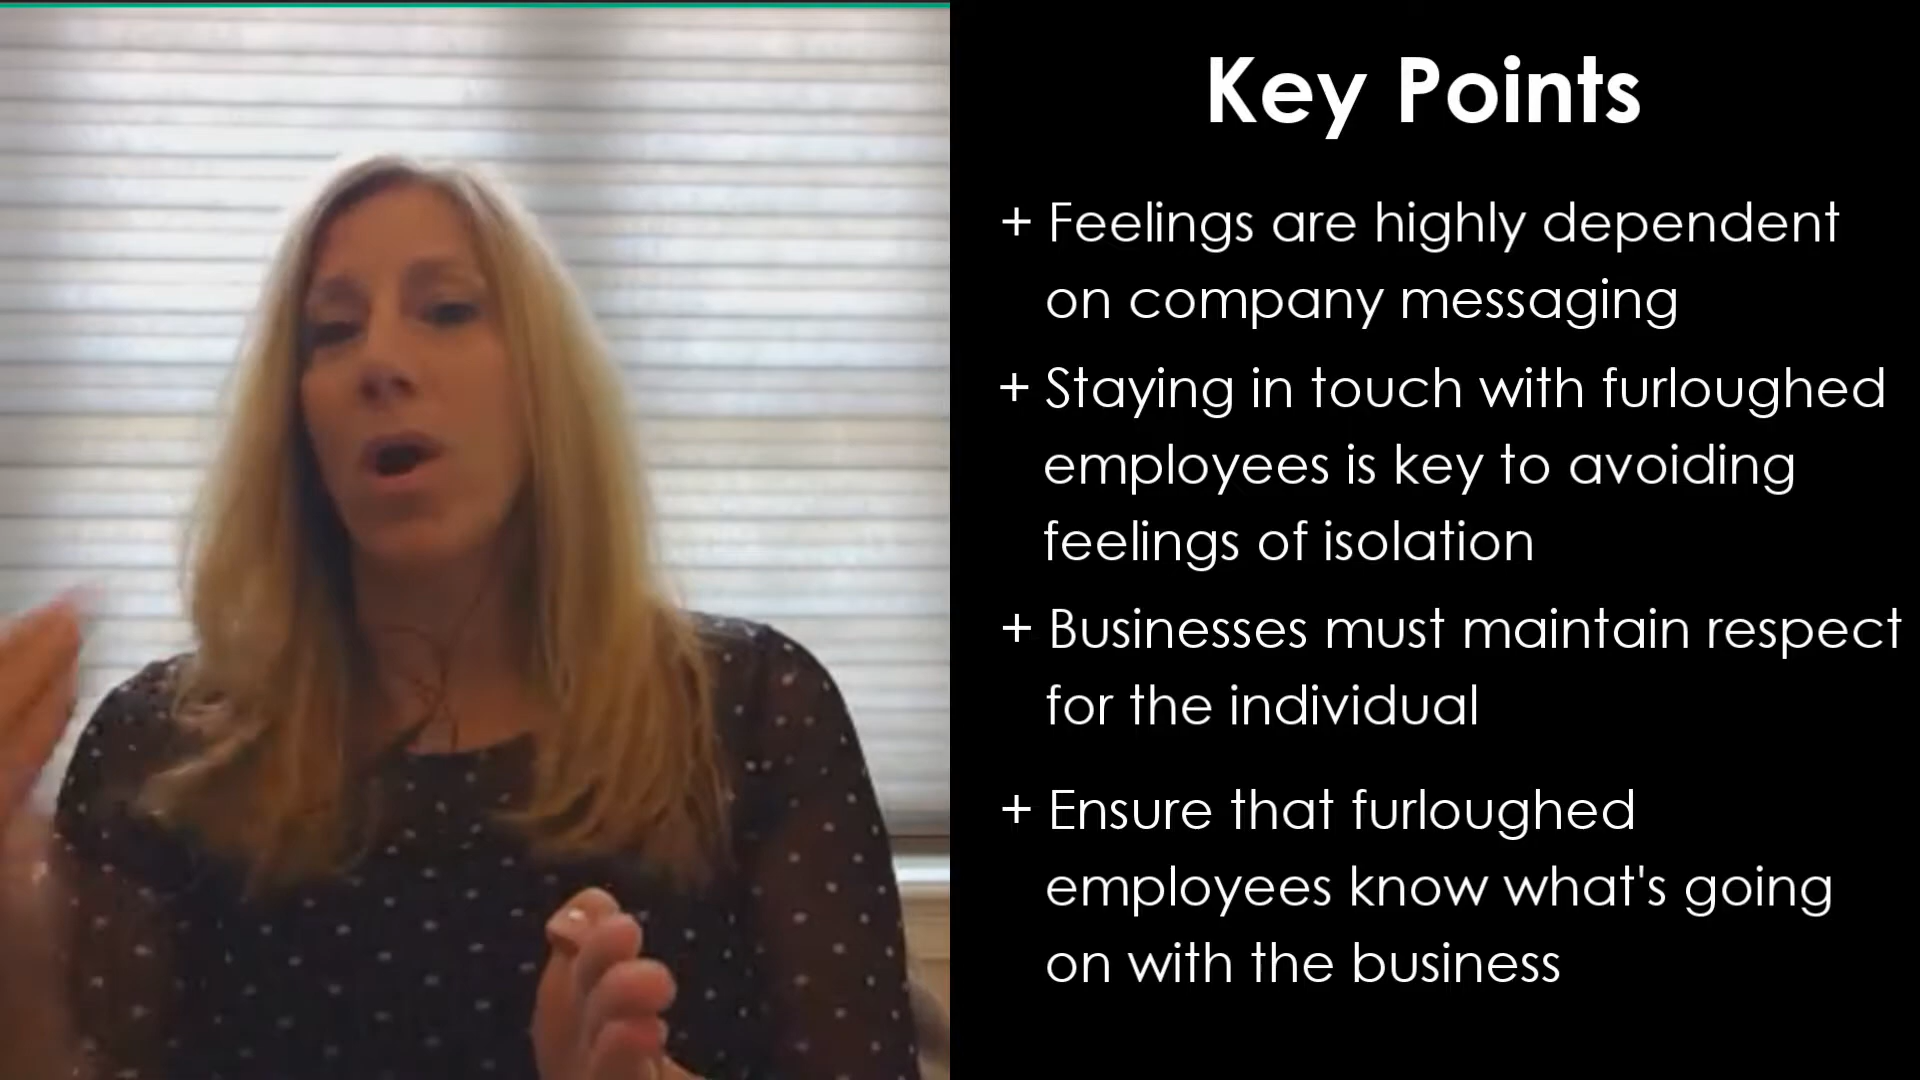 Key Points
+ Feelings are highly dependent
on company messaging
+ Staying in touch with furloughed
employees is key to avoiding
feelings of isolation
+ Businesses must maintain respect
for the individual
+ Ensure that furloughed
employees know what's going
on with the business